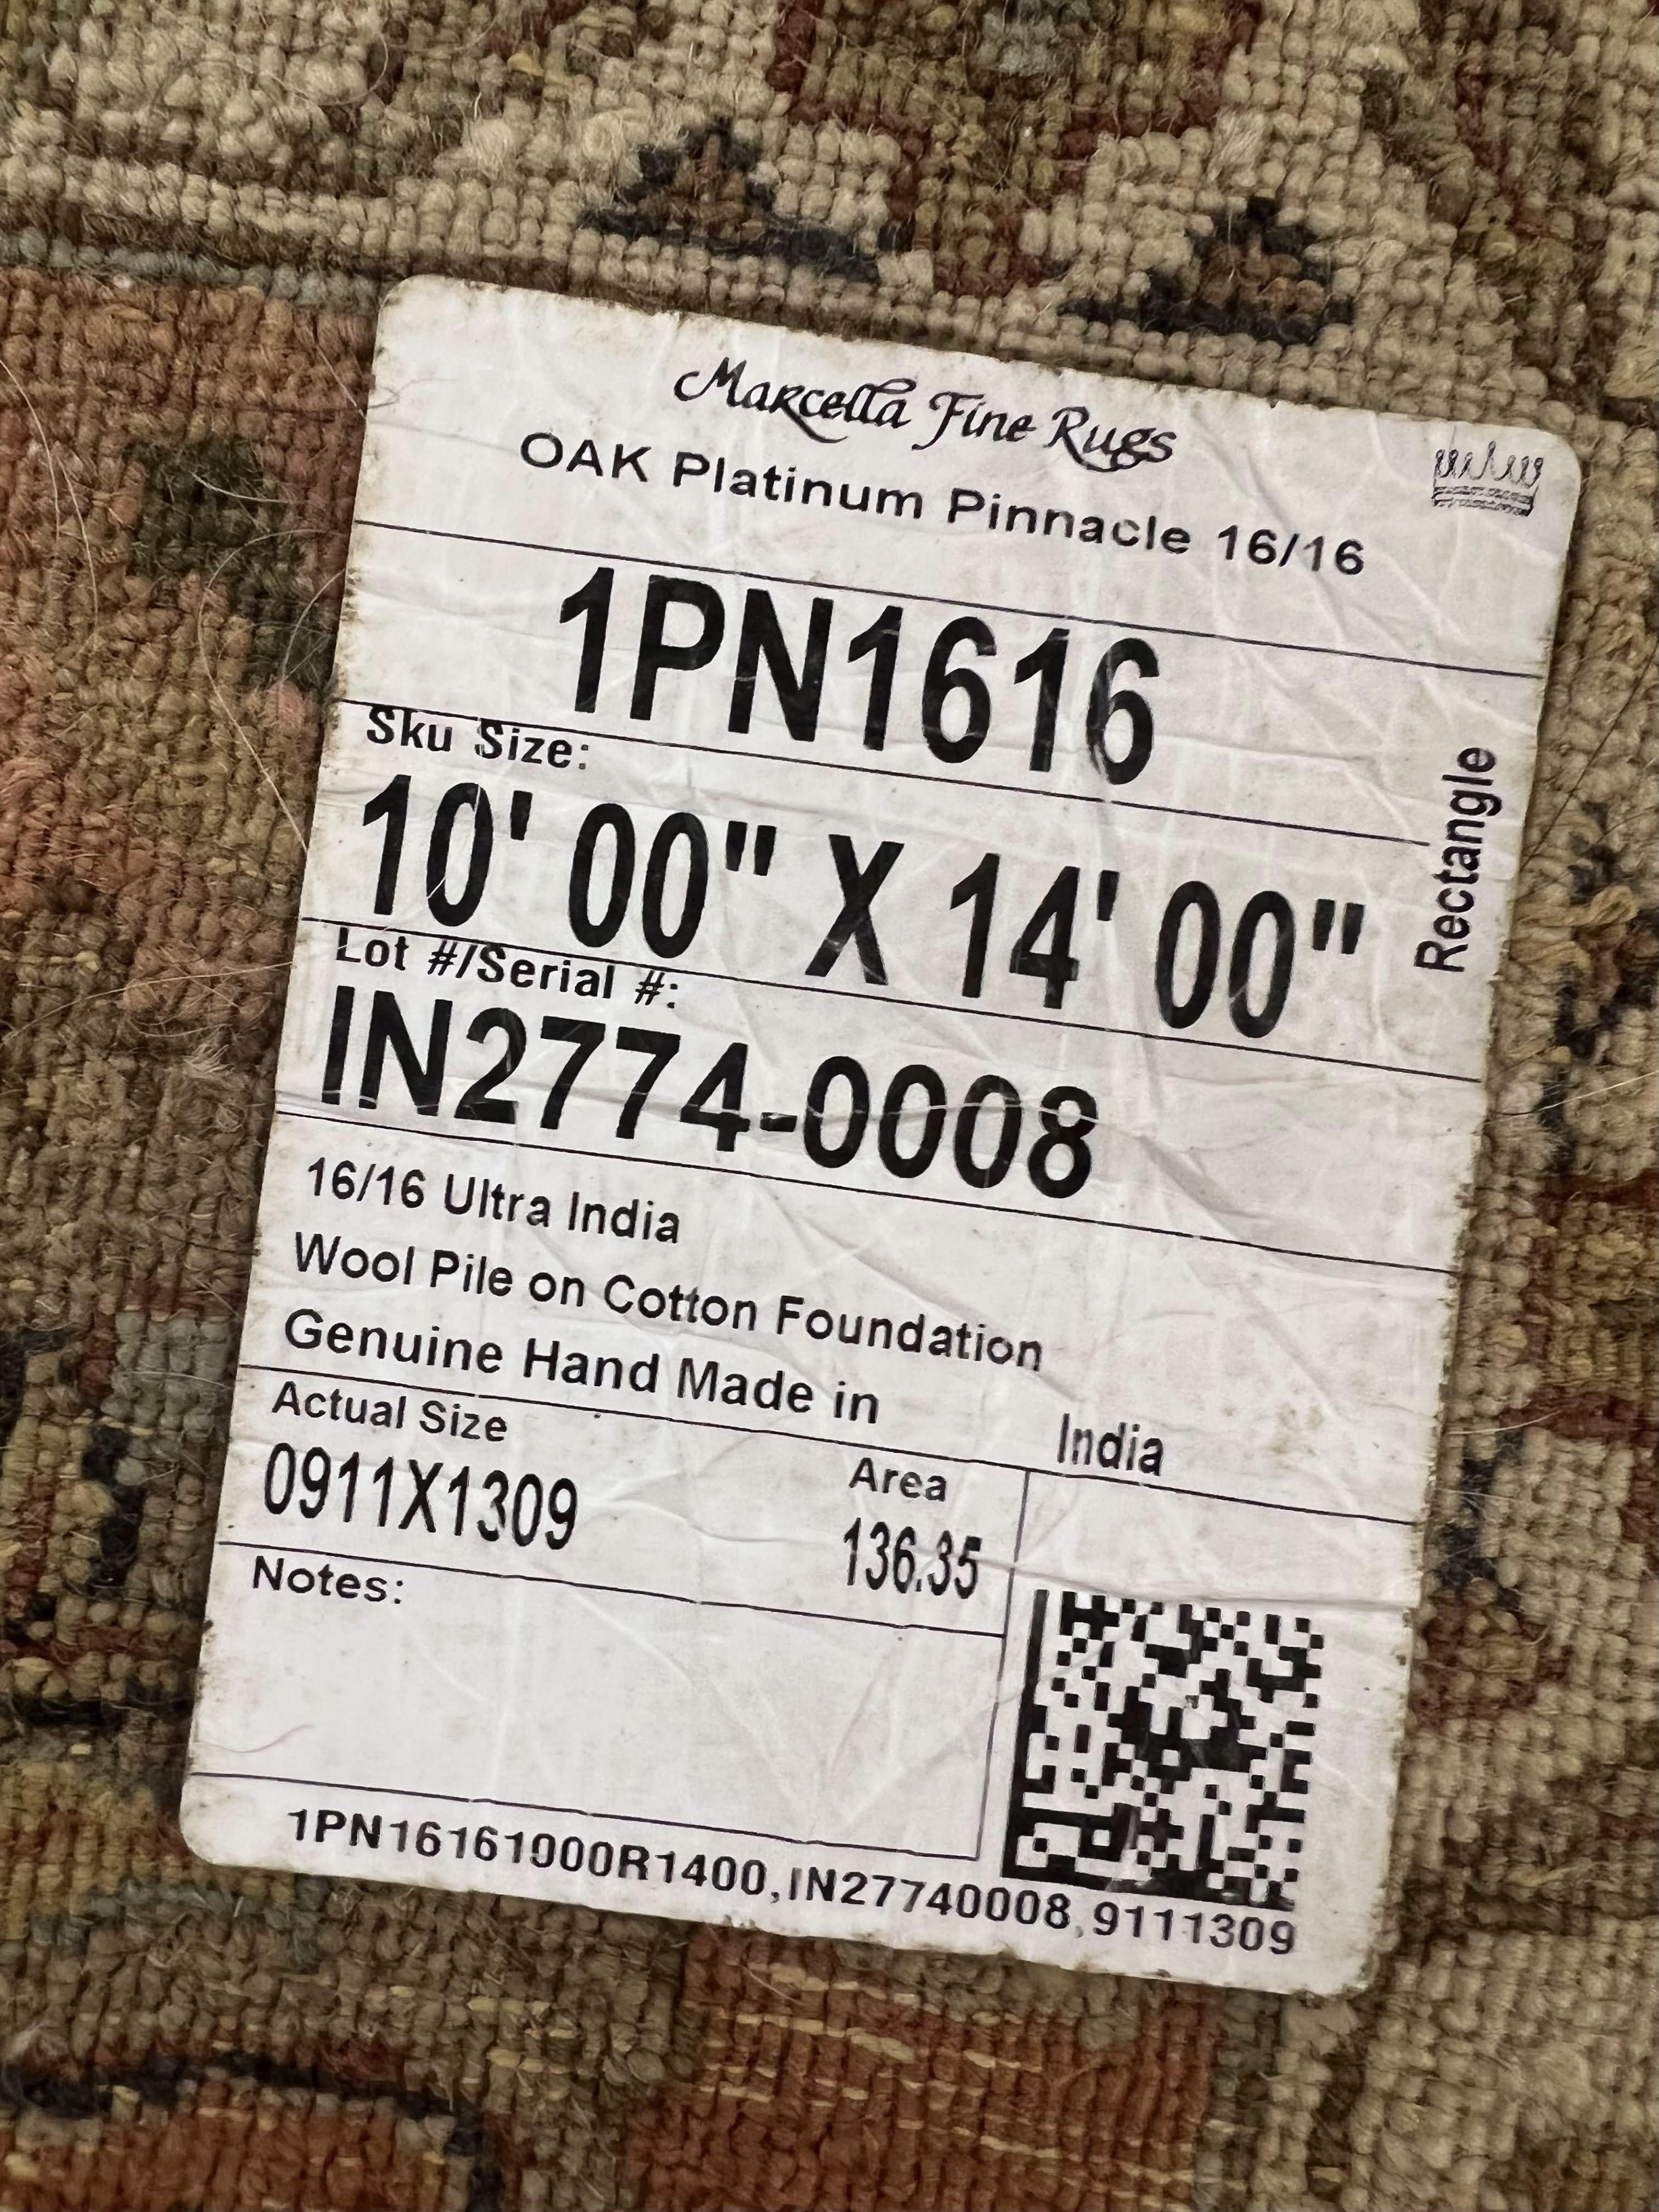 Marcella Fine Rugs
OAK Platinum Pinnacle 16/16
1PN1616
Sku Size:
10' 00" X 14' 00"
Rectangle
Lot #/Serial #:
IN2774-0008
16/16 Ultra India
Wool Pile on Cotton Foundation
Genuine Hand Made in India
Actual Size Area
0911X1309 136.35
Notes:
1PN16161000R1400,IN27740008,9111309